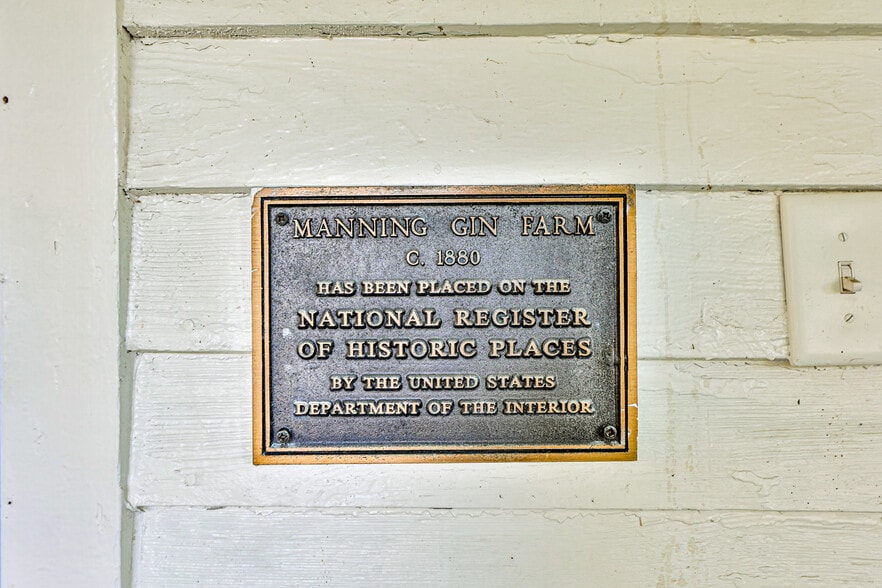 MANNING GIN FARM
C. 1880
HAS BEEN PLACED ON THE
NATIONAL REGISTER
OF HISTORIC PLACES
BY THE UNITED STATES
DEPARTMENT OF THE INTERIOR